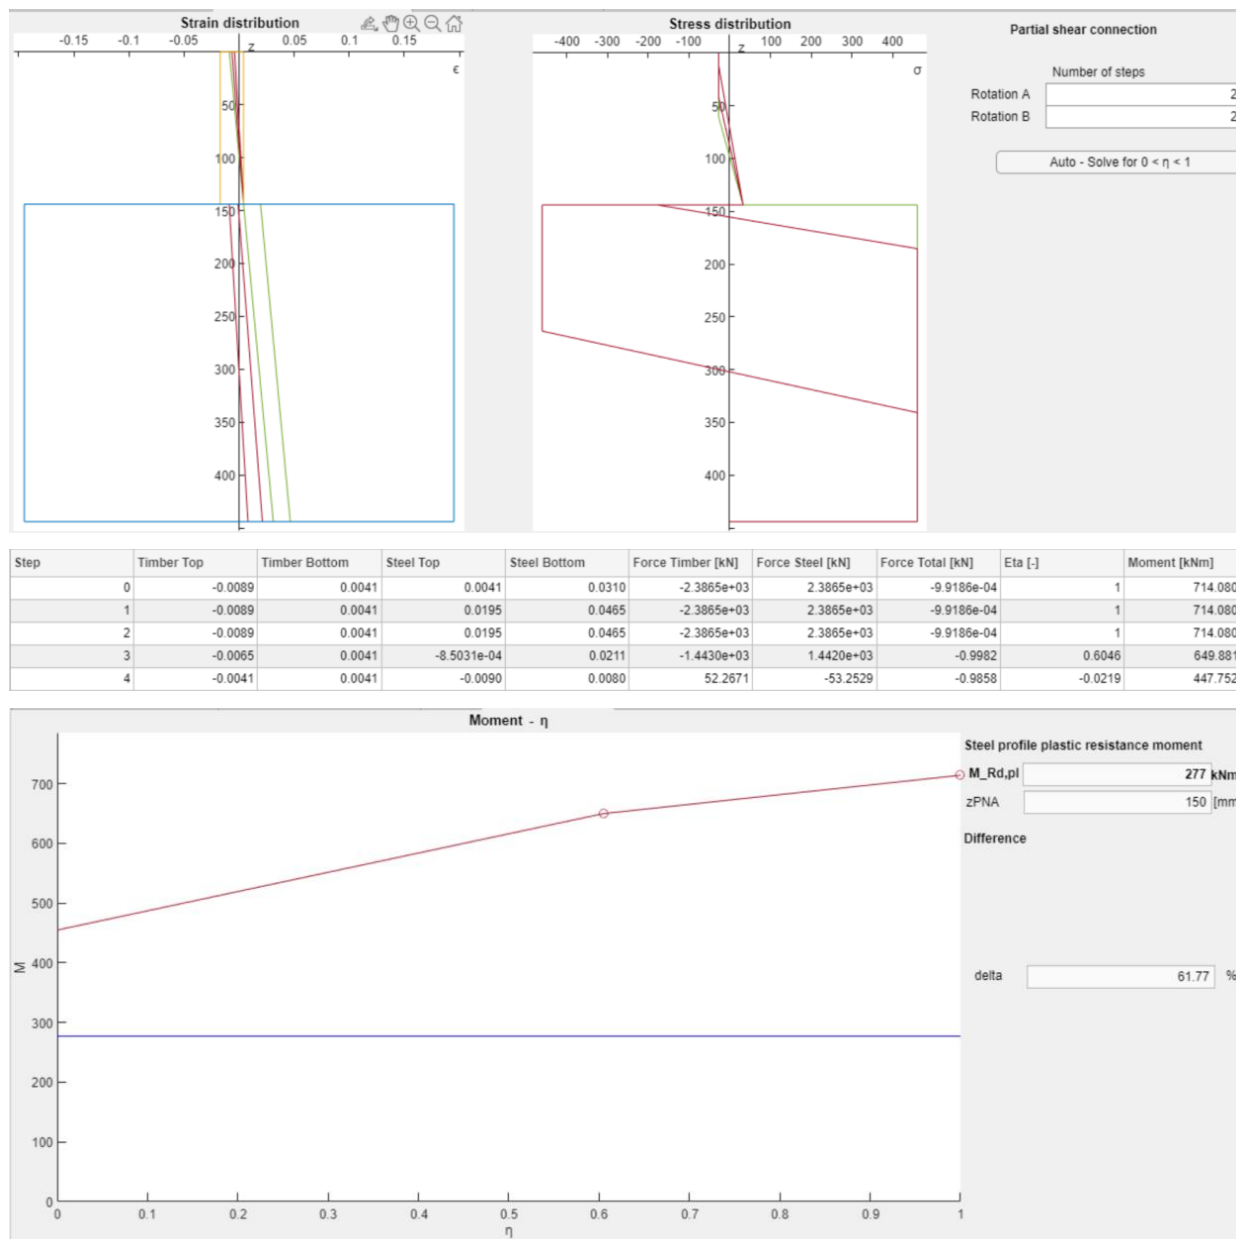 Strain distribution
-0.15 -0.1 -0.05 0.05 0.1 0.15
z
ϵ
50
100
150
200
250
300
350
400
Stress distribution
-400 -300 -200 -100 100 200 300 400
z
σ
50
100
150
200
250
300
350
400
Partial shear connection
Number of steps
Rotation A 2
Rotation B 2
Auto - Solve for 0 < η < 1
Step Timber Top Timber Bottom Steel Top Steel Bottom Force Timber [kN] Force Steel [kN] Force Total [kN] Eta [-] Moment [kNm]
0 -0.0089 0.0041 0.0041 0.0310 -2.3865e+03 2.3865e+03 -9.9186e-04 1 714.080
1 -0.0089 0.0041 0.0195 0.0465 -2.3865e+03 2.3865e+03 -9.9186e-04 1 714.080
2 -0.0089 0.0041 0.0195 0.0465 -2.3865e+03 2.3865e+03 -9.9186e-04 1 714.080
3 -0.0065 0.0041 -8.5031e-04 0.0211 -1.4430e+03 1.4420e+03 -0.9982 0.6046 649.881
4 -0.0041 0.0041 -0.0090 0.0080 52.2671 -53.2529 -0.9858 -0.0219 447.752
Moment - η
700
600
500
400
300
200
100
0
M
0 0.1 0.2 0.3 0.4 0.5 0.6 0.7 0.8 0.9 1
η
Steel profile plastic resistance moment
M_Rd,pl 277 kNm
zPNA 150 [mm
Difference
delta 61.77 %